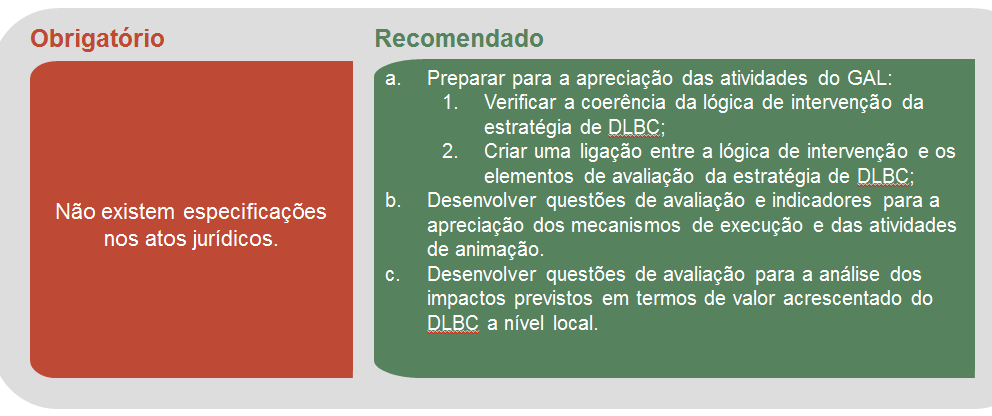 Obrigatório
Não existem especificações
nos atos jurídicos.
Recomendado
a. Preparar para a apreciação das atividades do GAL:
1. Verificar a coerência da lógica de intervenção da
estratégia de DLBC;
2. Criar uma ligação entre a lógica de intervenção e os
elementos de avaliação da estratégia de DLBC;
b. Desenvolver questões de avaliação e indicadores para a
apreciação dos mecanismos de execução e das atividades
de animação.
c. Desenvolver questões de avaliação para a análise dos
impactos previstos em termos de valor acrescentado do
DLBC a nível local.